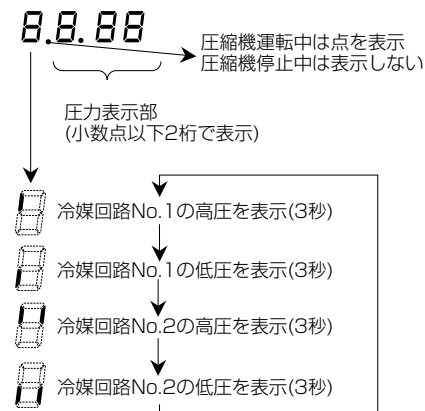 8.8.88
圧縮機運転中は点を表示
圧縮機停止中は表示しない
圧力表示部
(小数点以下2桁で表示)
冷媒回路No.1の高圧を表示(3秒)
冷媒回路No.1の低圧を表示(3秒)
冷媒回路No.2の高圧を表示(3秒)
冷媒回路No.2の低圧を表示(3秒)